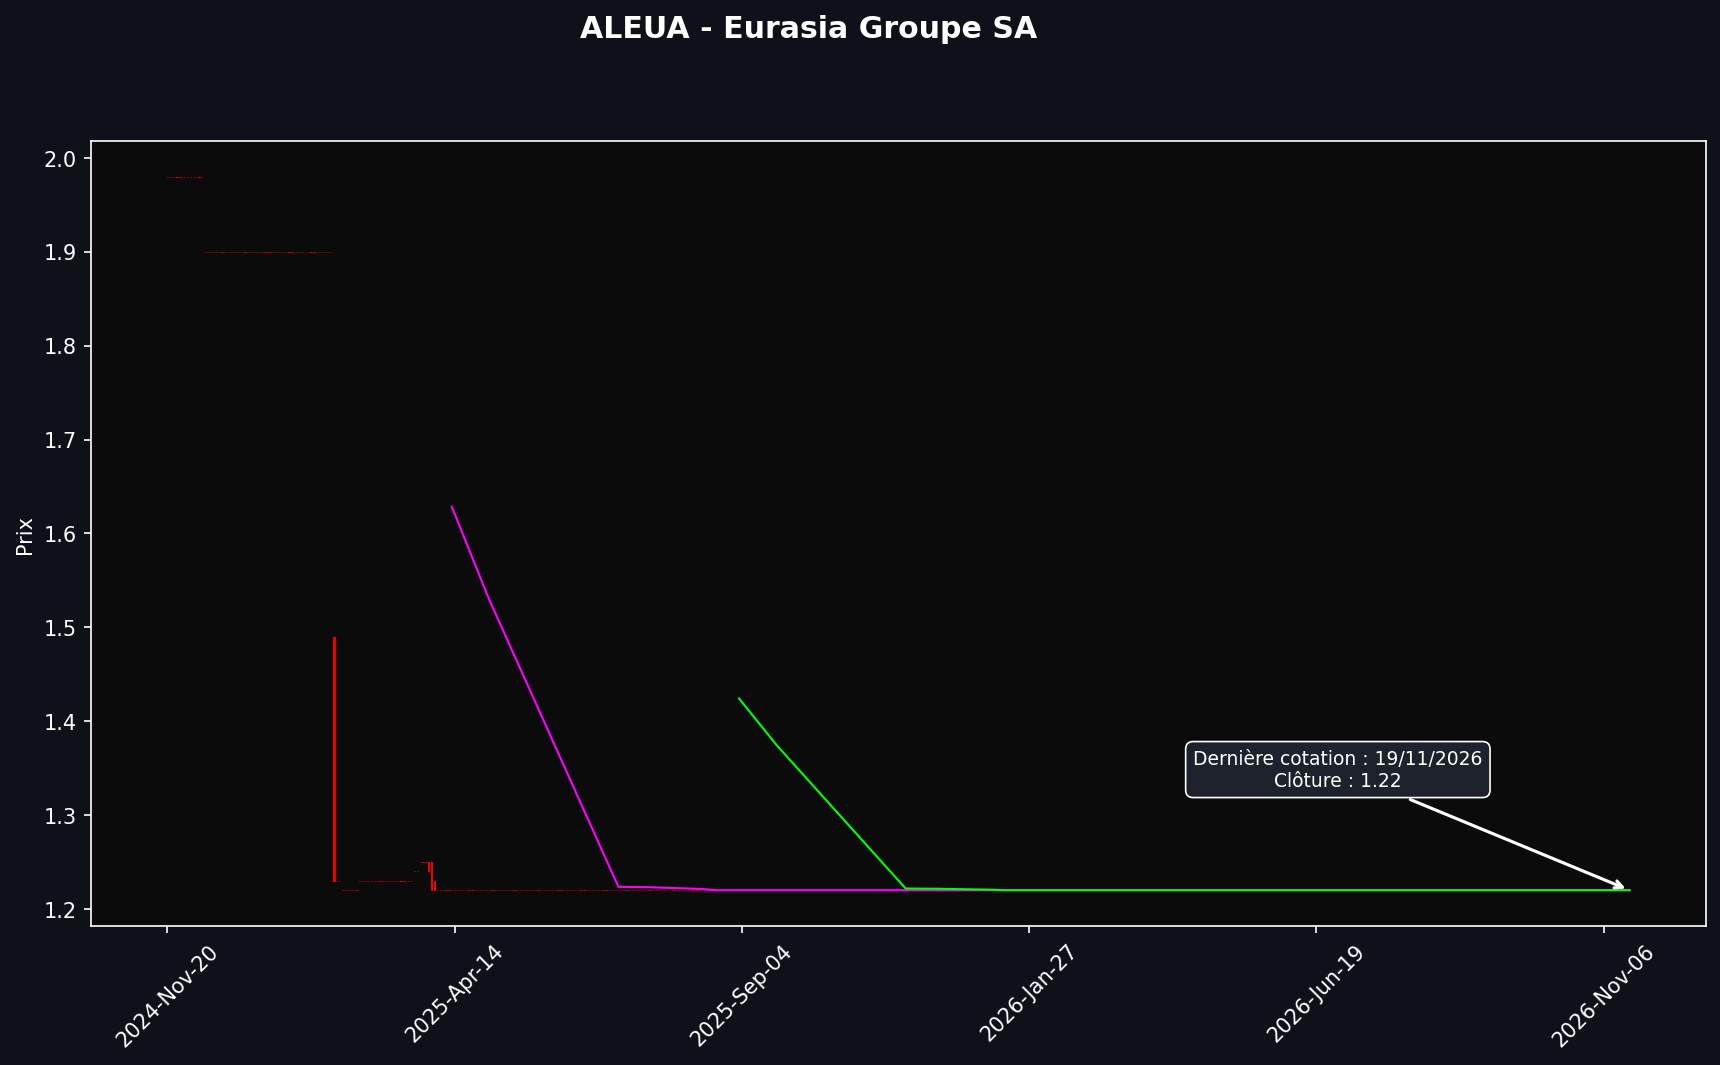 ALEUA - Eurasia Groupe SA
2.0
1.9
1.8
1.7
1.6
1.5
1.4
1.3
1.2
Prix
Dernière cotation : 19/11/2026
Clôture : 1.22
2024-Nov-20
2025-Apr-14
2025-Sep-04
2026-Jan-27
2026-Jun-19
2026-Nov-06